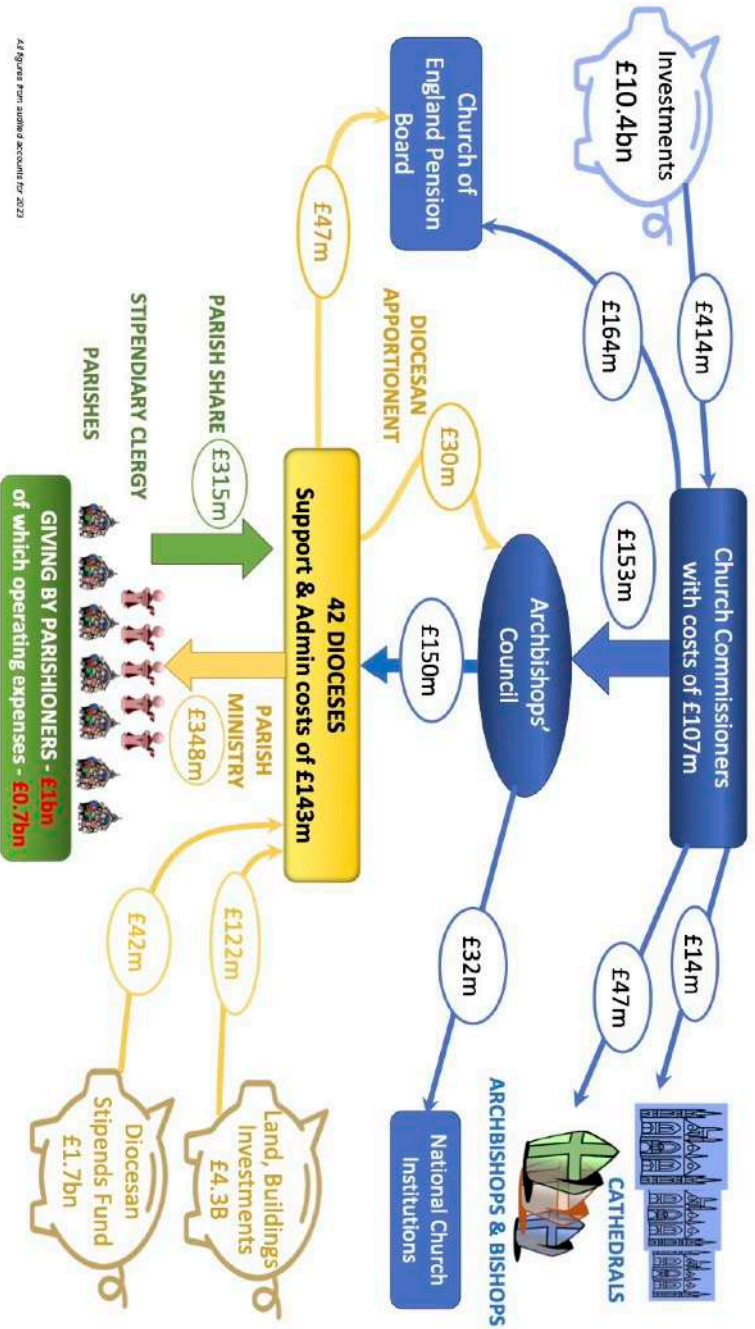 Investments
£10.4bn
£414m
Church Commissioners
with costs of £107m
£14m
CATHEDRALS
£47m
ARCHBISHOPS & BISHOPS
£164m
£153m
Church of
England Pension
Board
Archbishops’
Council
£32m
National Church
Institutions
DIOCESAN
APPORTIONENT
£30m
£150m
£47m
42 DIOCESES
Support & Admin costs of £143m
£122m
Land, Buildings
Investments
£4.3B
PARISH SHARE
£315m
PARISH
MINISTRY
£348m
£42m
Diocesan
Stipends Fund
£1.7bn
STIPENDIARY CLERGY
PARISHES
GIVING BY PARISHIONERS - £1bn
of which operating expenses - £0.7bn
All figures from audited accounts for 2023